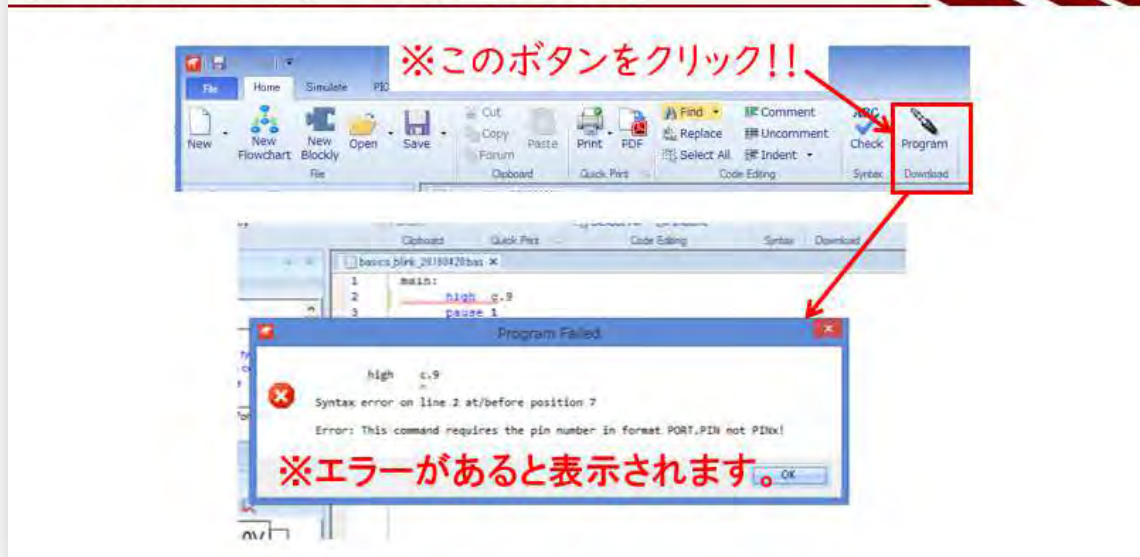 ※このボタンをクリック!!
File Home Simulate PIC
New
New Flowchart
New Blockly
Open
Save
Cut
Copy
Forum
Paste
Print
PDF
Find
Replace
Select All
Comment
Uncomment
Indent
ABC
Check
Program
File Clipboard Quick Print Code Editing Syntax Download
Clipboard Quick Print Code Editing Syntax Download
1 main:
2 high c.9
3 pause 1
Program Failed
high c.9
^
Syntax error on line 2 at/before position 7
Error: This command requires the pin number in format PORT.PIN not PINx!
※エラーがあると表示されます。
OK
0V